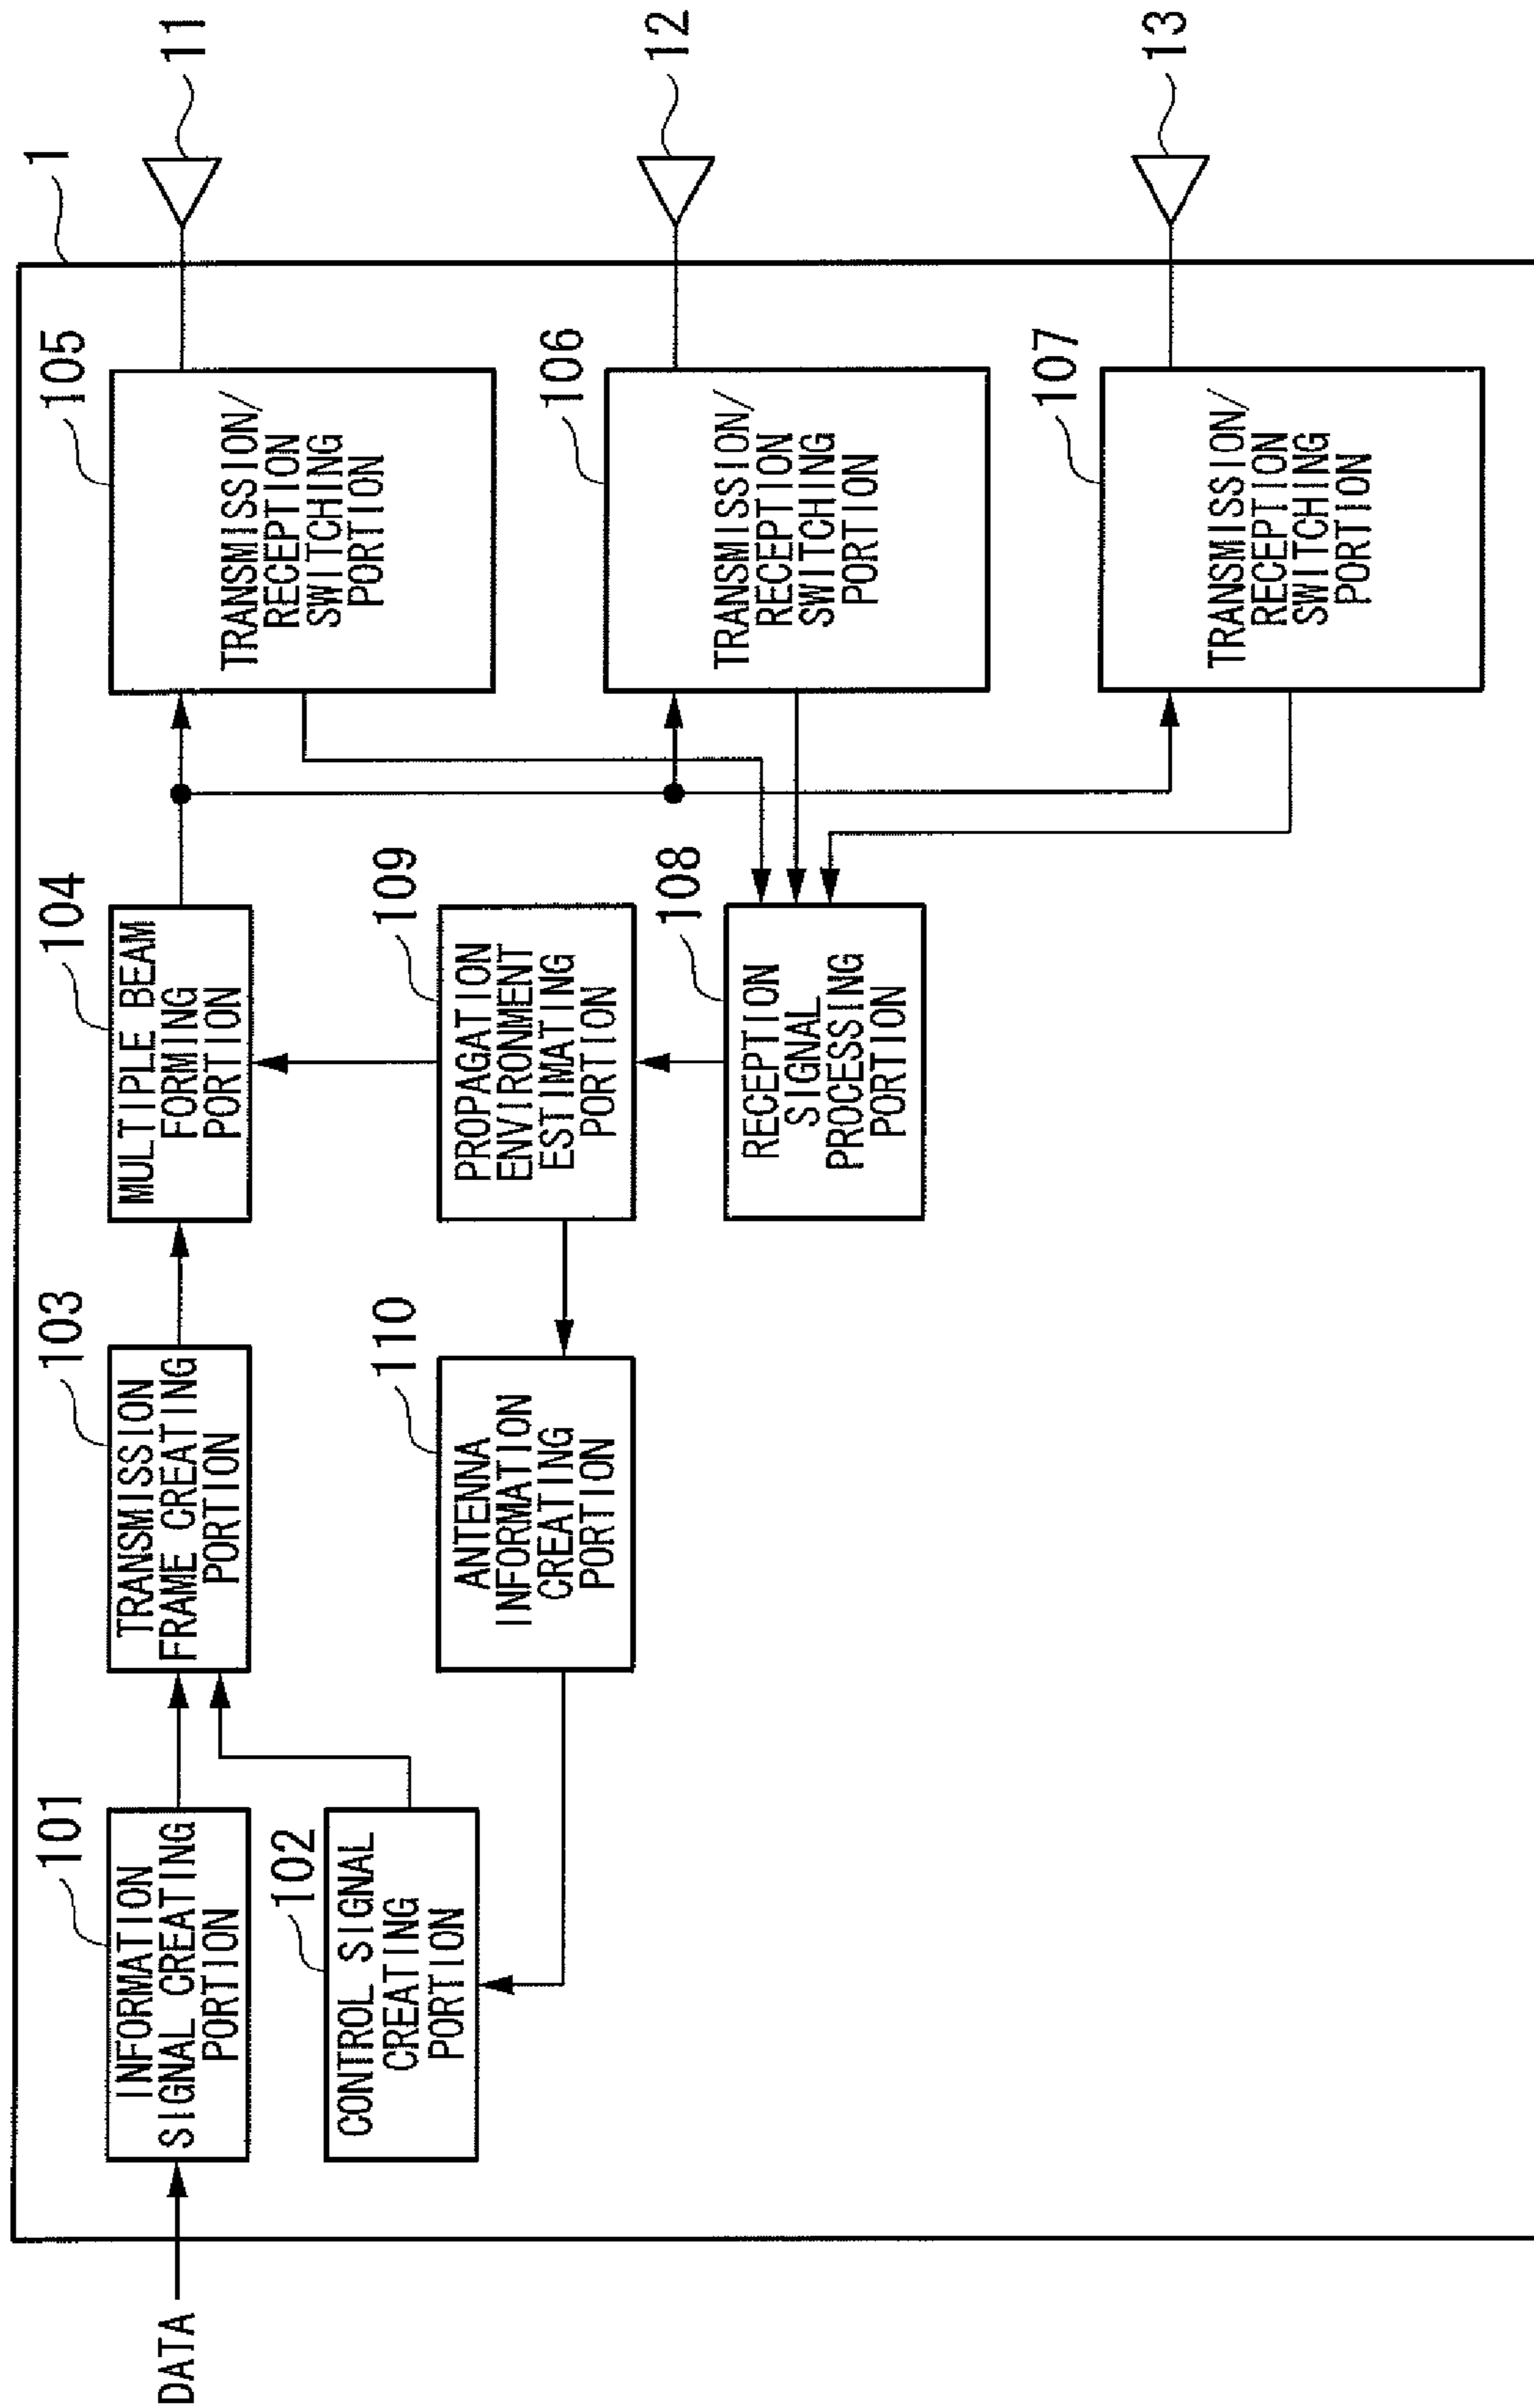 1
DATA
101
INFORMATION
SIGNAL CREATING
PORTION
102
CONTROL SIGNAL
CREATING
PORTION
103
TRANSMISSION
FRAME CREATING
PORTION
104
MULTIPLE BEAM
FORMING
PORTION
105
TRANSMISSION/
RECEPTION
SWITCHING
PORTION
11
110
ANTENNA
INFORMATION
CREATING
PORTION
109
PROPAGATION
ENVIRONMENT
ESTIMATING
PORTION
106
TRANSMISSION/
RECEPTION
SWITCHING
PORTION
12
108
RECEPTION
SIGNAL
PROCESSING
PORTION
107
TRANSMISSION/
RECEPTION
SWITCHING
PORTION
13